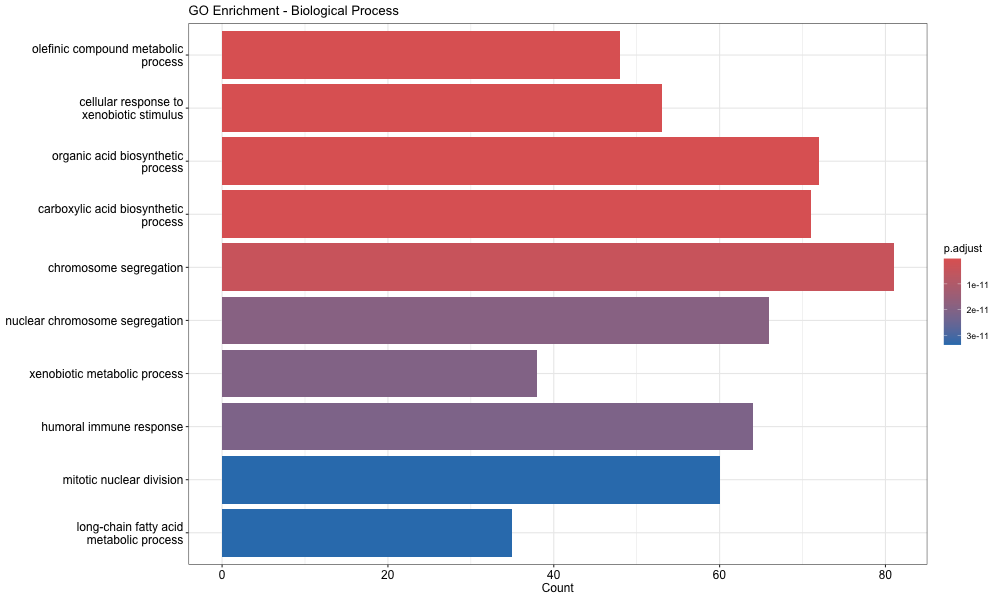 GO Enrichment - Biological Process
olefinic compound metabolic
process
cellular response to
xenobiotic stimulus
organic acid biosynthetic
process
carboxylic acid biosynthetic
process
chromosome segregation
nuclear chromosome segregation
xenobiotic metabolic process
humoral immune response
mitotic nuclear division
long-chain fatty acid
metabolic process
0 20 40 60 80
Count
p.adjust
1e-11
2e-11
3e-11